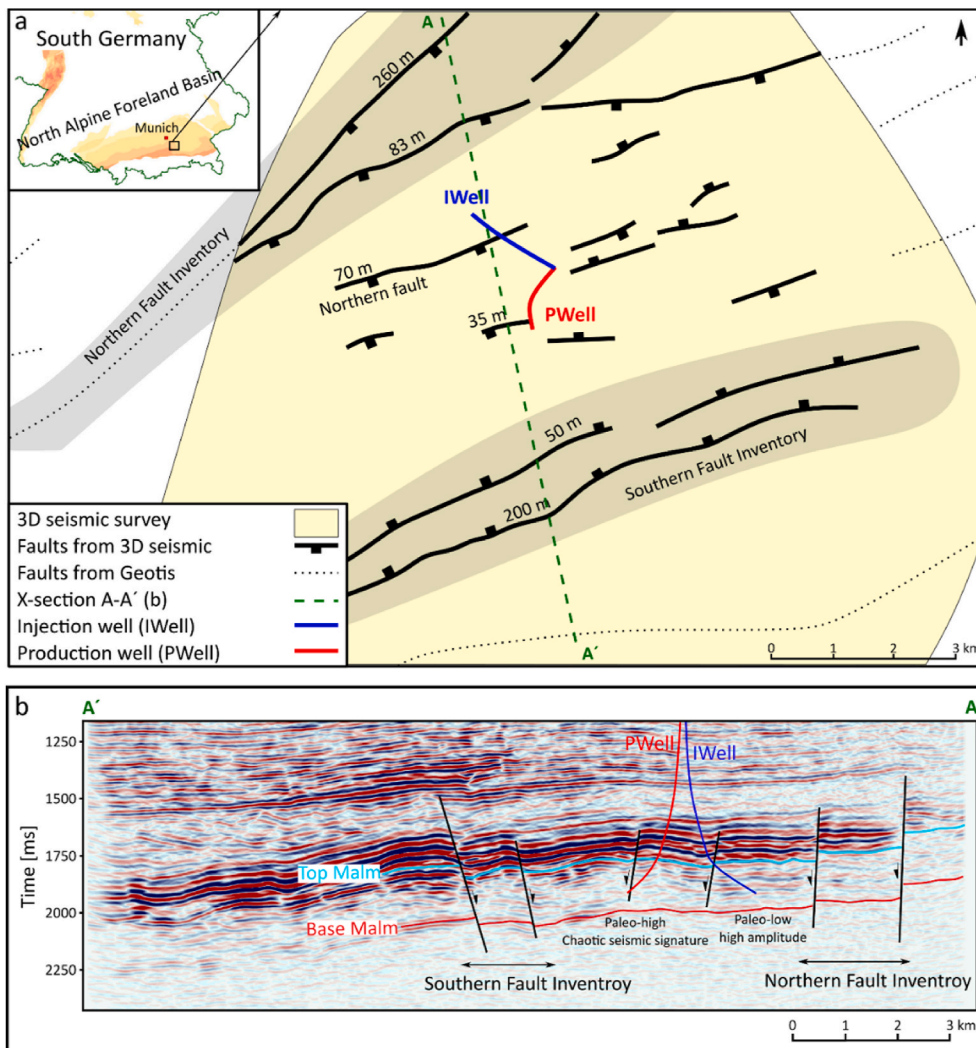 a
South Germany
North Alpine Foreland Basin
Munich
A
260 m
83 m
IWell
Northern Fault Inventory
70 m
Northern fault
35 m
PWell
50 m
Southern Fault Inventory
200 m
3D seismic survey
Faults from 3D seismic
Faults from Geotis
X-section A-A´ (b)
Injection well (IWell)
Production well (PWell)
A´
0 1 2 3 km
b
A´
A
1250
1500
1750
2000
2250
Time [ms]
PWell
IWell
Top Malm
Base Malm
Paleo-high
Chaotic seismic signature
Paleo-low
high amplitude
Southern Fault Inventroy
Northern Fault Inventroy
0 1 2 3 km